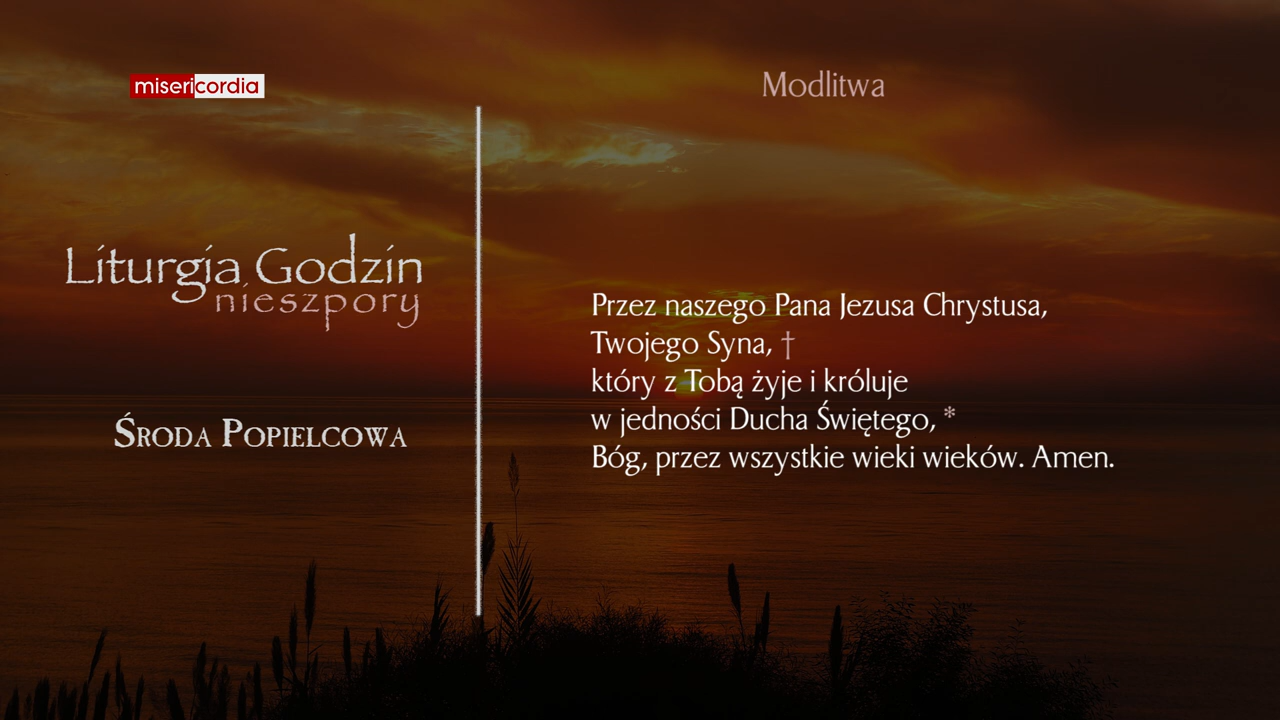 misericordia
Liturgia Godzin
nieszpory
Środa Popielcowa
Modlitwa
Przez naszego Pana Jezusa Chrystusa,
Twojego Syna, †
który z Tobą żyje i króluje
w jedności Ducha Świętego, *
Bóg, przez wszystkie wieki wieków. Amen.